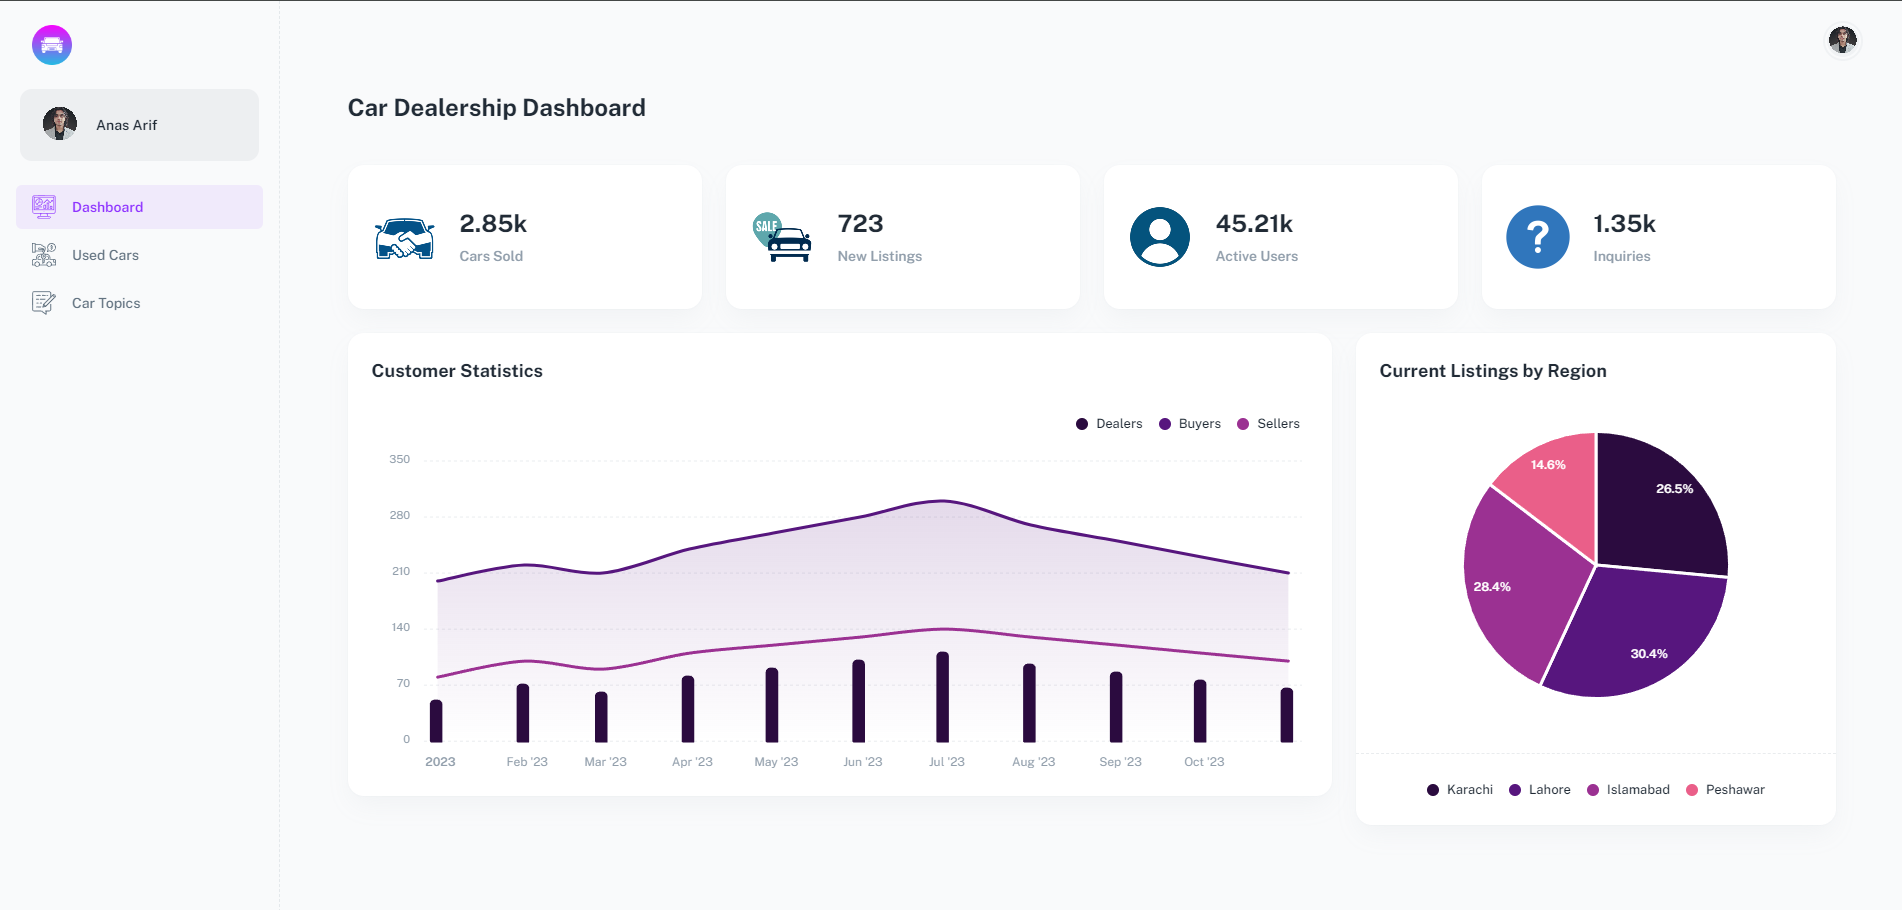 Anas Arif
Dashboard
Used Cars
Car Topics
Car Dealership Dashboard
2.85k
Cars Sold
SALE
723
New Listings
45.21k
Active Users
?
1.35k
Inquiries
Customer Statistics
Dealers Buyers Sellers
350
280
210
140
70
0
2023 Feb '23 Mar '23 Apr '23 May '23 Jun '23 Jul '23 Aug '23 Sep '23 Oct '23
Current Listings by Region
14.6%
26.5%
28.4%
30.4%
Karachi Lahore Islamabad Peshawar